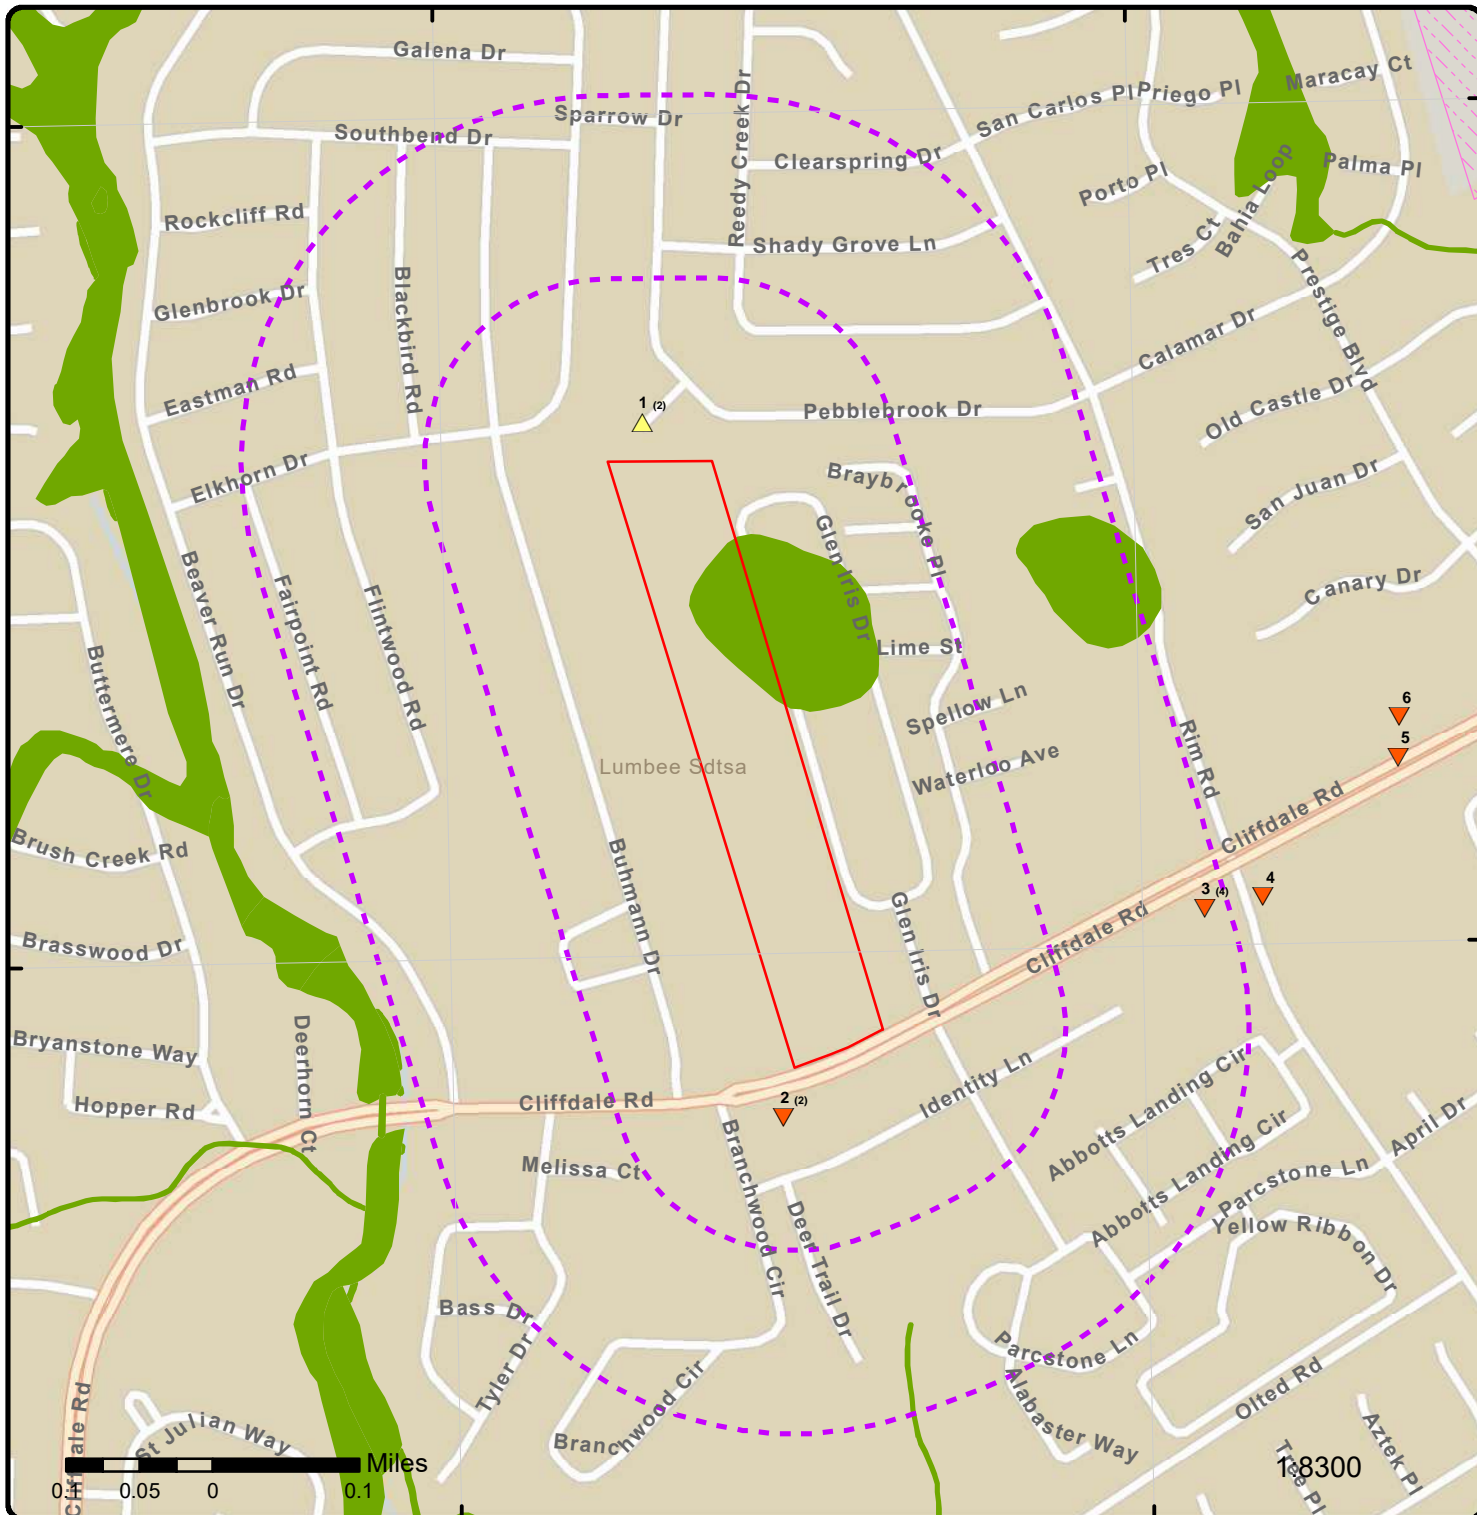 Galena Dr
Sparrow Dr
Southbend Dr
Reedy Creek Dr
Clearspring Dr
San Carlos Pl
Priego Pl
Maracay Ct
Porto Pl
Palma Pl
Bahia Loop
Tres Ct
Rockcliff Rd
Shady Grove Ln
Prestige Blvd
Glenbrook Dr
Blackbird Rd
Calamar Dr
Eastman Rd
Old Castle Dr
1 (2)
Pebblebrook Dr
Elkhorn Dr
Braybrooke Pl
San Juan Dr
Glen Iris Dr
Beaver Run Dr
Fairpoint Rd
Flintwood Rd
Canary Dr
Buttermere Dr
Lime St
Spellow Ln
Waterloo Ave
Rim Rd
6
5
Lumbee Sdtsa
Cliffdale Rd
Brush Creek Rd
Buhmann Dr
Glen Iris Dr
3 (4)
4
Cliffdale Rd
Brasswood Dr
Bryanstone Way
Deerhorn Ct
Identity Ln
Abbotts Landing Cir
Hopper Rd
Cliffdale Rd
2 (2)
April Dr
Melissa Ct
Branchwood Cir
Abbotts Landing Cir
Parcstone Ln
Deer Trail Dr
Yellow Ribbon Dr
Bass Dr
Tyler Dr
Parcstone Ln
Branchwood Cir
Alabaster Way
Olted Rd
Cliffdale Rd
St Julian Way
Aztek Pl
Tree Pl
Miles
0.1 0.05 0 0.1
1:8300